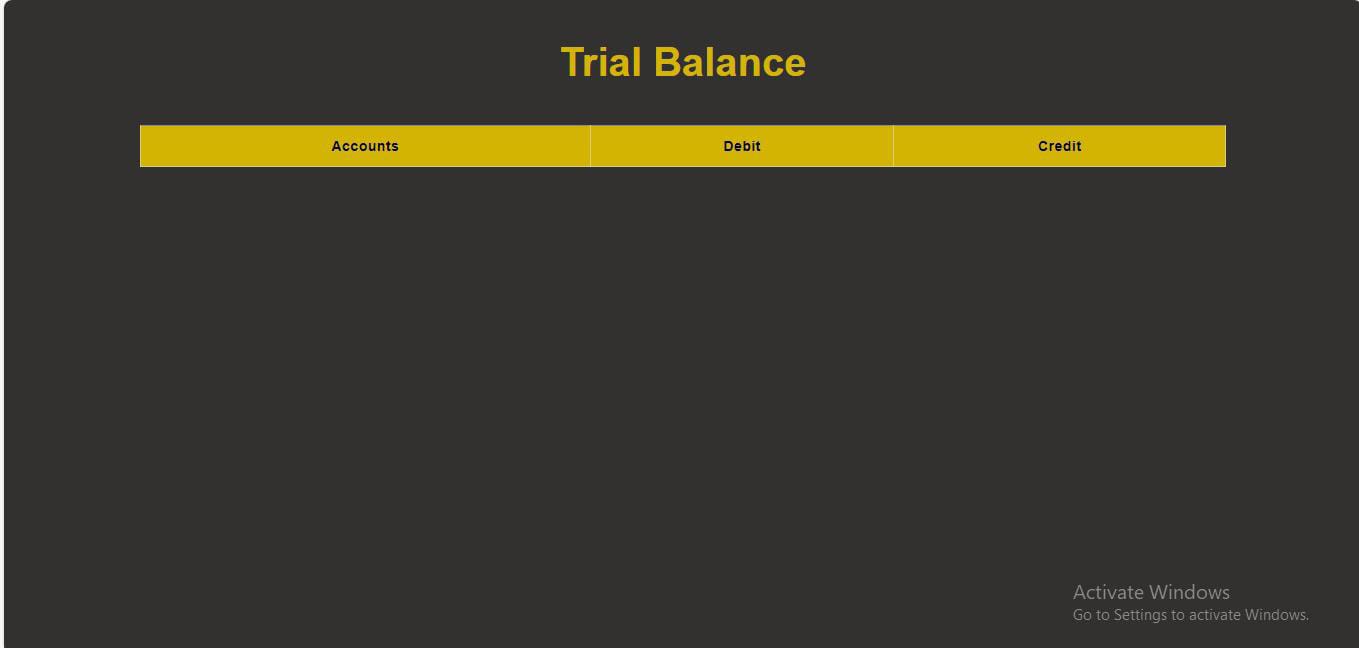 Trial Balance
Accounts Debit Credit
Activate Windows
Go to Settings to activate Windows.